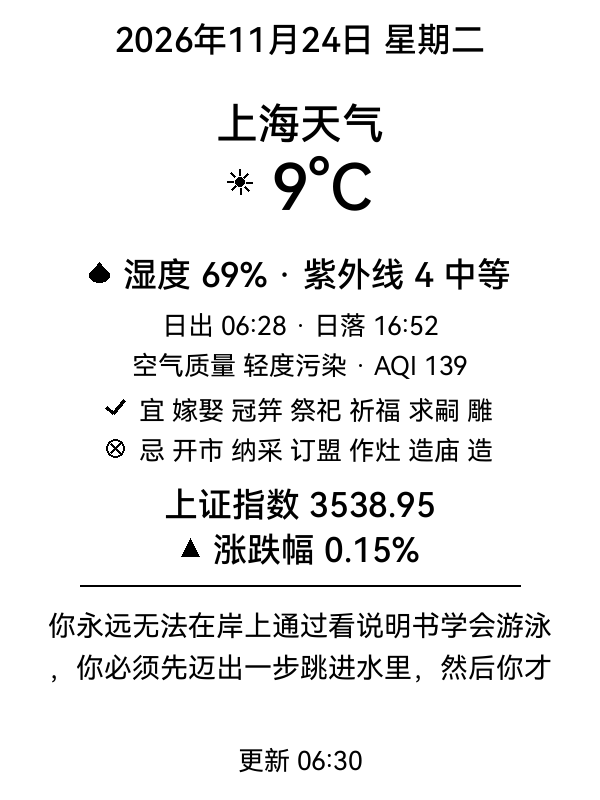 2026年11月24日 星期二
上海天气
9°C
湿度 69% · 紫外线 4 中等
日出 06:28 · 日落 16:52
空气质量 轻度污染 · AQI 139
宜 嫁娶 冠笄 祭祀 祈福 求嗣 雕
忌 开市 纳采 订盟 作灶 造庙 造
上证指数 3538.95
▲ 涨跌幅 0.15%
你永远无法在岸上通过看说明书学会游泳
，你必须先迈出一步跳进水里，然后你才
更新 06:30